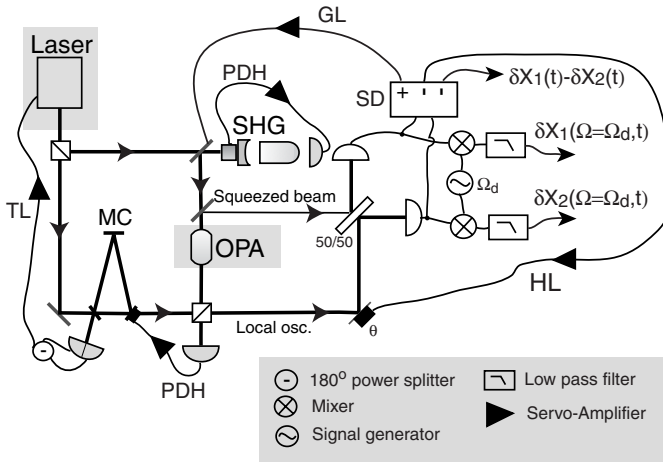 Laser
GL
PDH
SHG
SD
+ - -
δX1(t)-δX2(t)
δX1(Ω=Ωd,t)
Ωd
δX2(Ω=Ωd,t)
Squeezed beam
TL
MC
OPA
50/50
HL
Local osc.
θ
-
PDH
- 180º power splitter
Low pass filter
Mixer
Servo-Amplifier
Signal generator